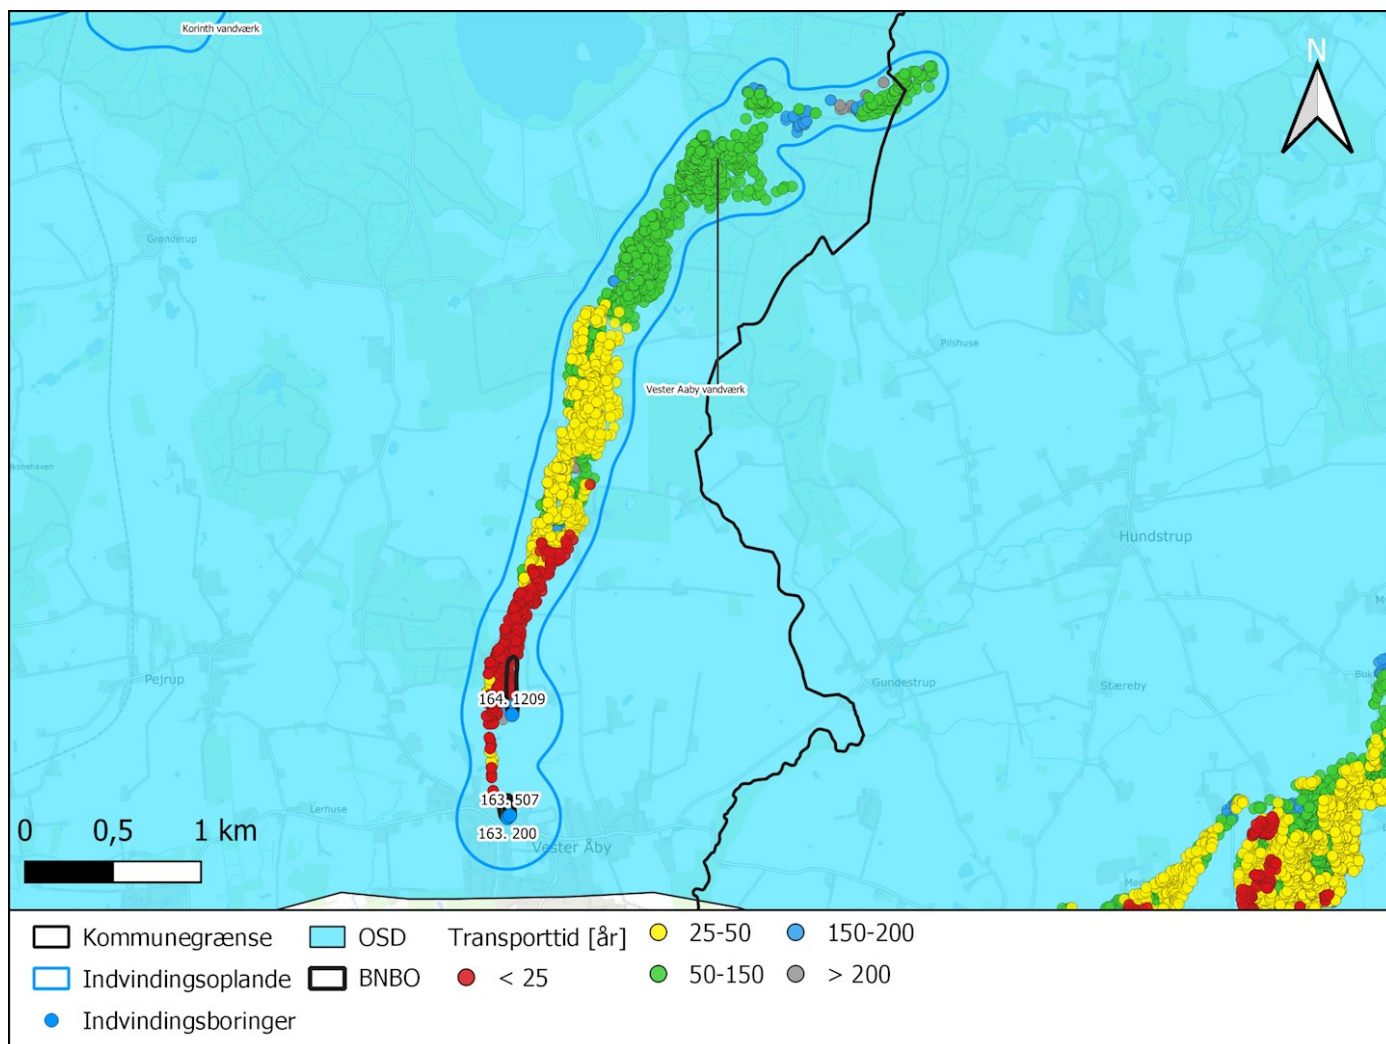 Korinth vandværk
N
Grønderup
Pilshuse
Vester Aaby vandværk
Hundstrup
164. 1209
Pejrup
Gundestrup
Stæreby
163. 507
Lerhuse
163. 200
Vester Åby
0 0,5 1 km
Kommunegrænse OSD Transporttid [år] 25-50 150-200
Indvindingsoplande BNBO < 25 50-150 > 200
Indvindingsboringer